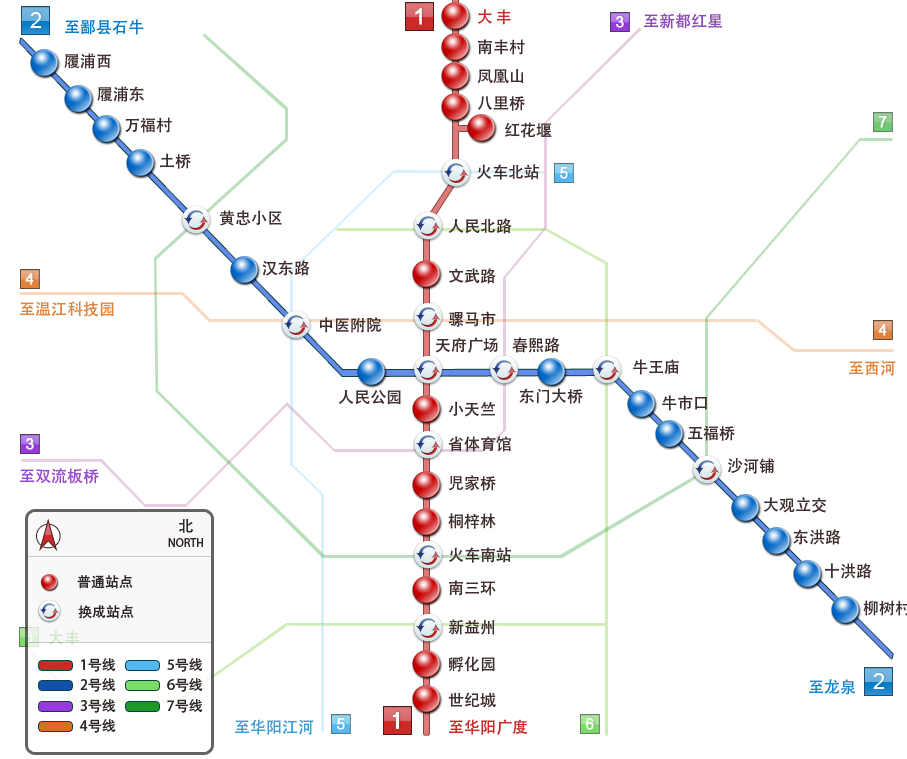 2
至鄙县石牛
1
大丰
3
至新都红星
南丰村
履浦西
凤凰山
履浦东
八里桥
万福村
红花堰
7
土桥
火车北站
5
黄忠小区
人民北路
汉东路
文武路
4
至温江科技园
中医附院
骡马市
4
天府广场
春熙路
至西河
牛王庙
人民公园
东门大桥
小天竺
牛市口
五福桥
3
省体育馆
至双流板桥
沙河铺
儿家桥
大观立交
北
NORTH
桐梓林
东洪路
火车南站
十洪路
普通站点
南三环
换成站点
柳树村
大丰
新益州
1号线
5号线
孵化园
2号线
6号线
至龙泉
2
3号线
7号线
世纪城
4号线
至华阳江河
5
1
至华阳广度
6